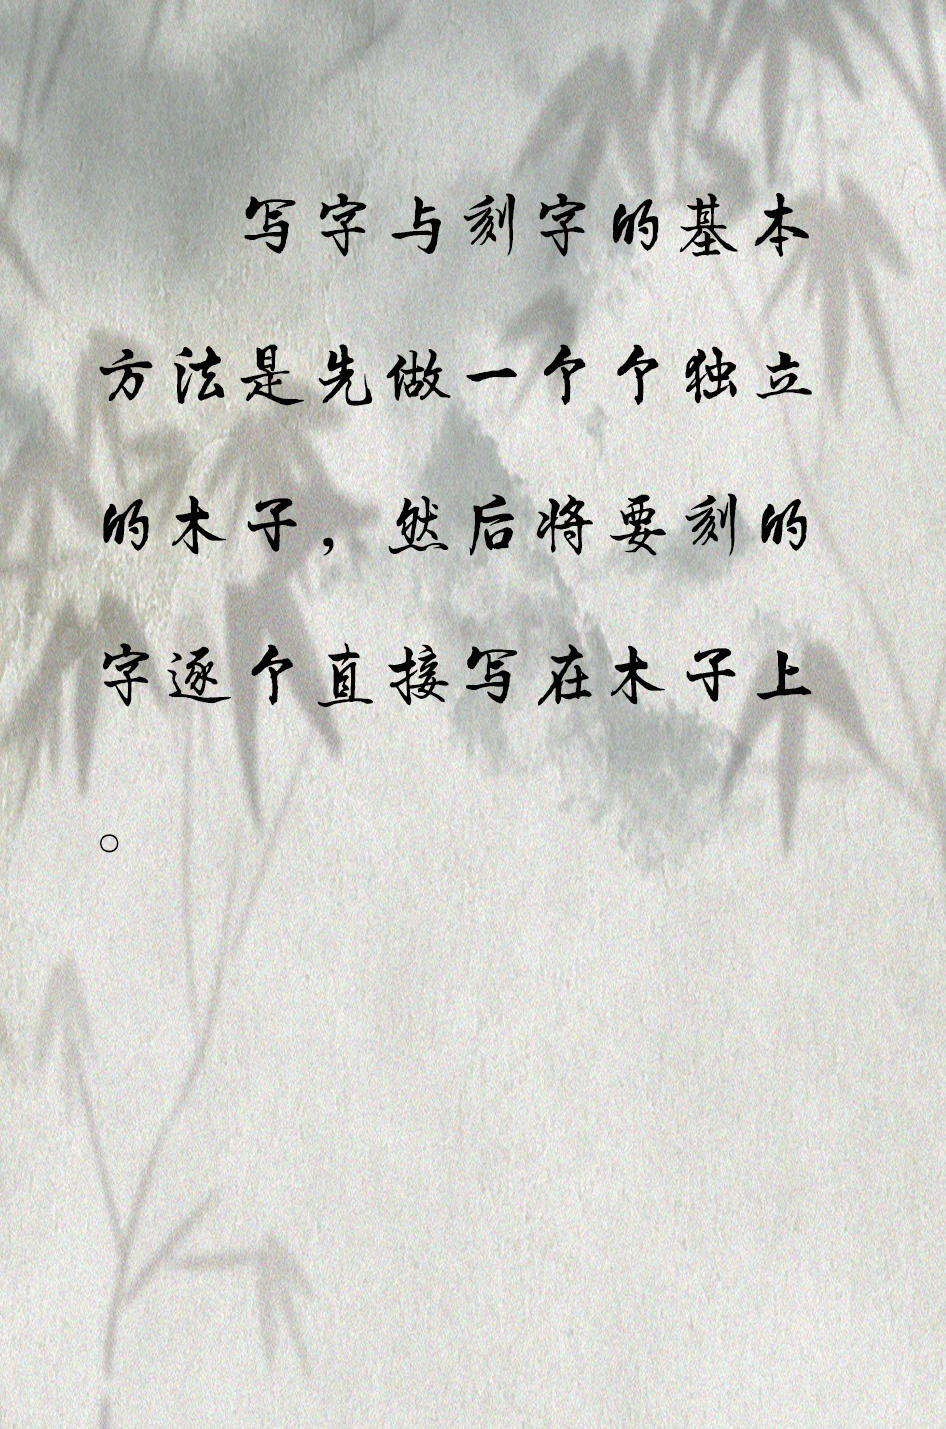 写字与刻字的基本
方法是先做一个个独立
的木子，然后将要刻的
字逐个直接写在木子上
。